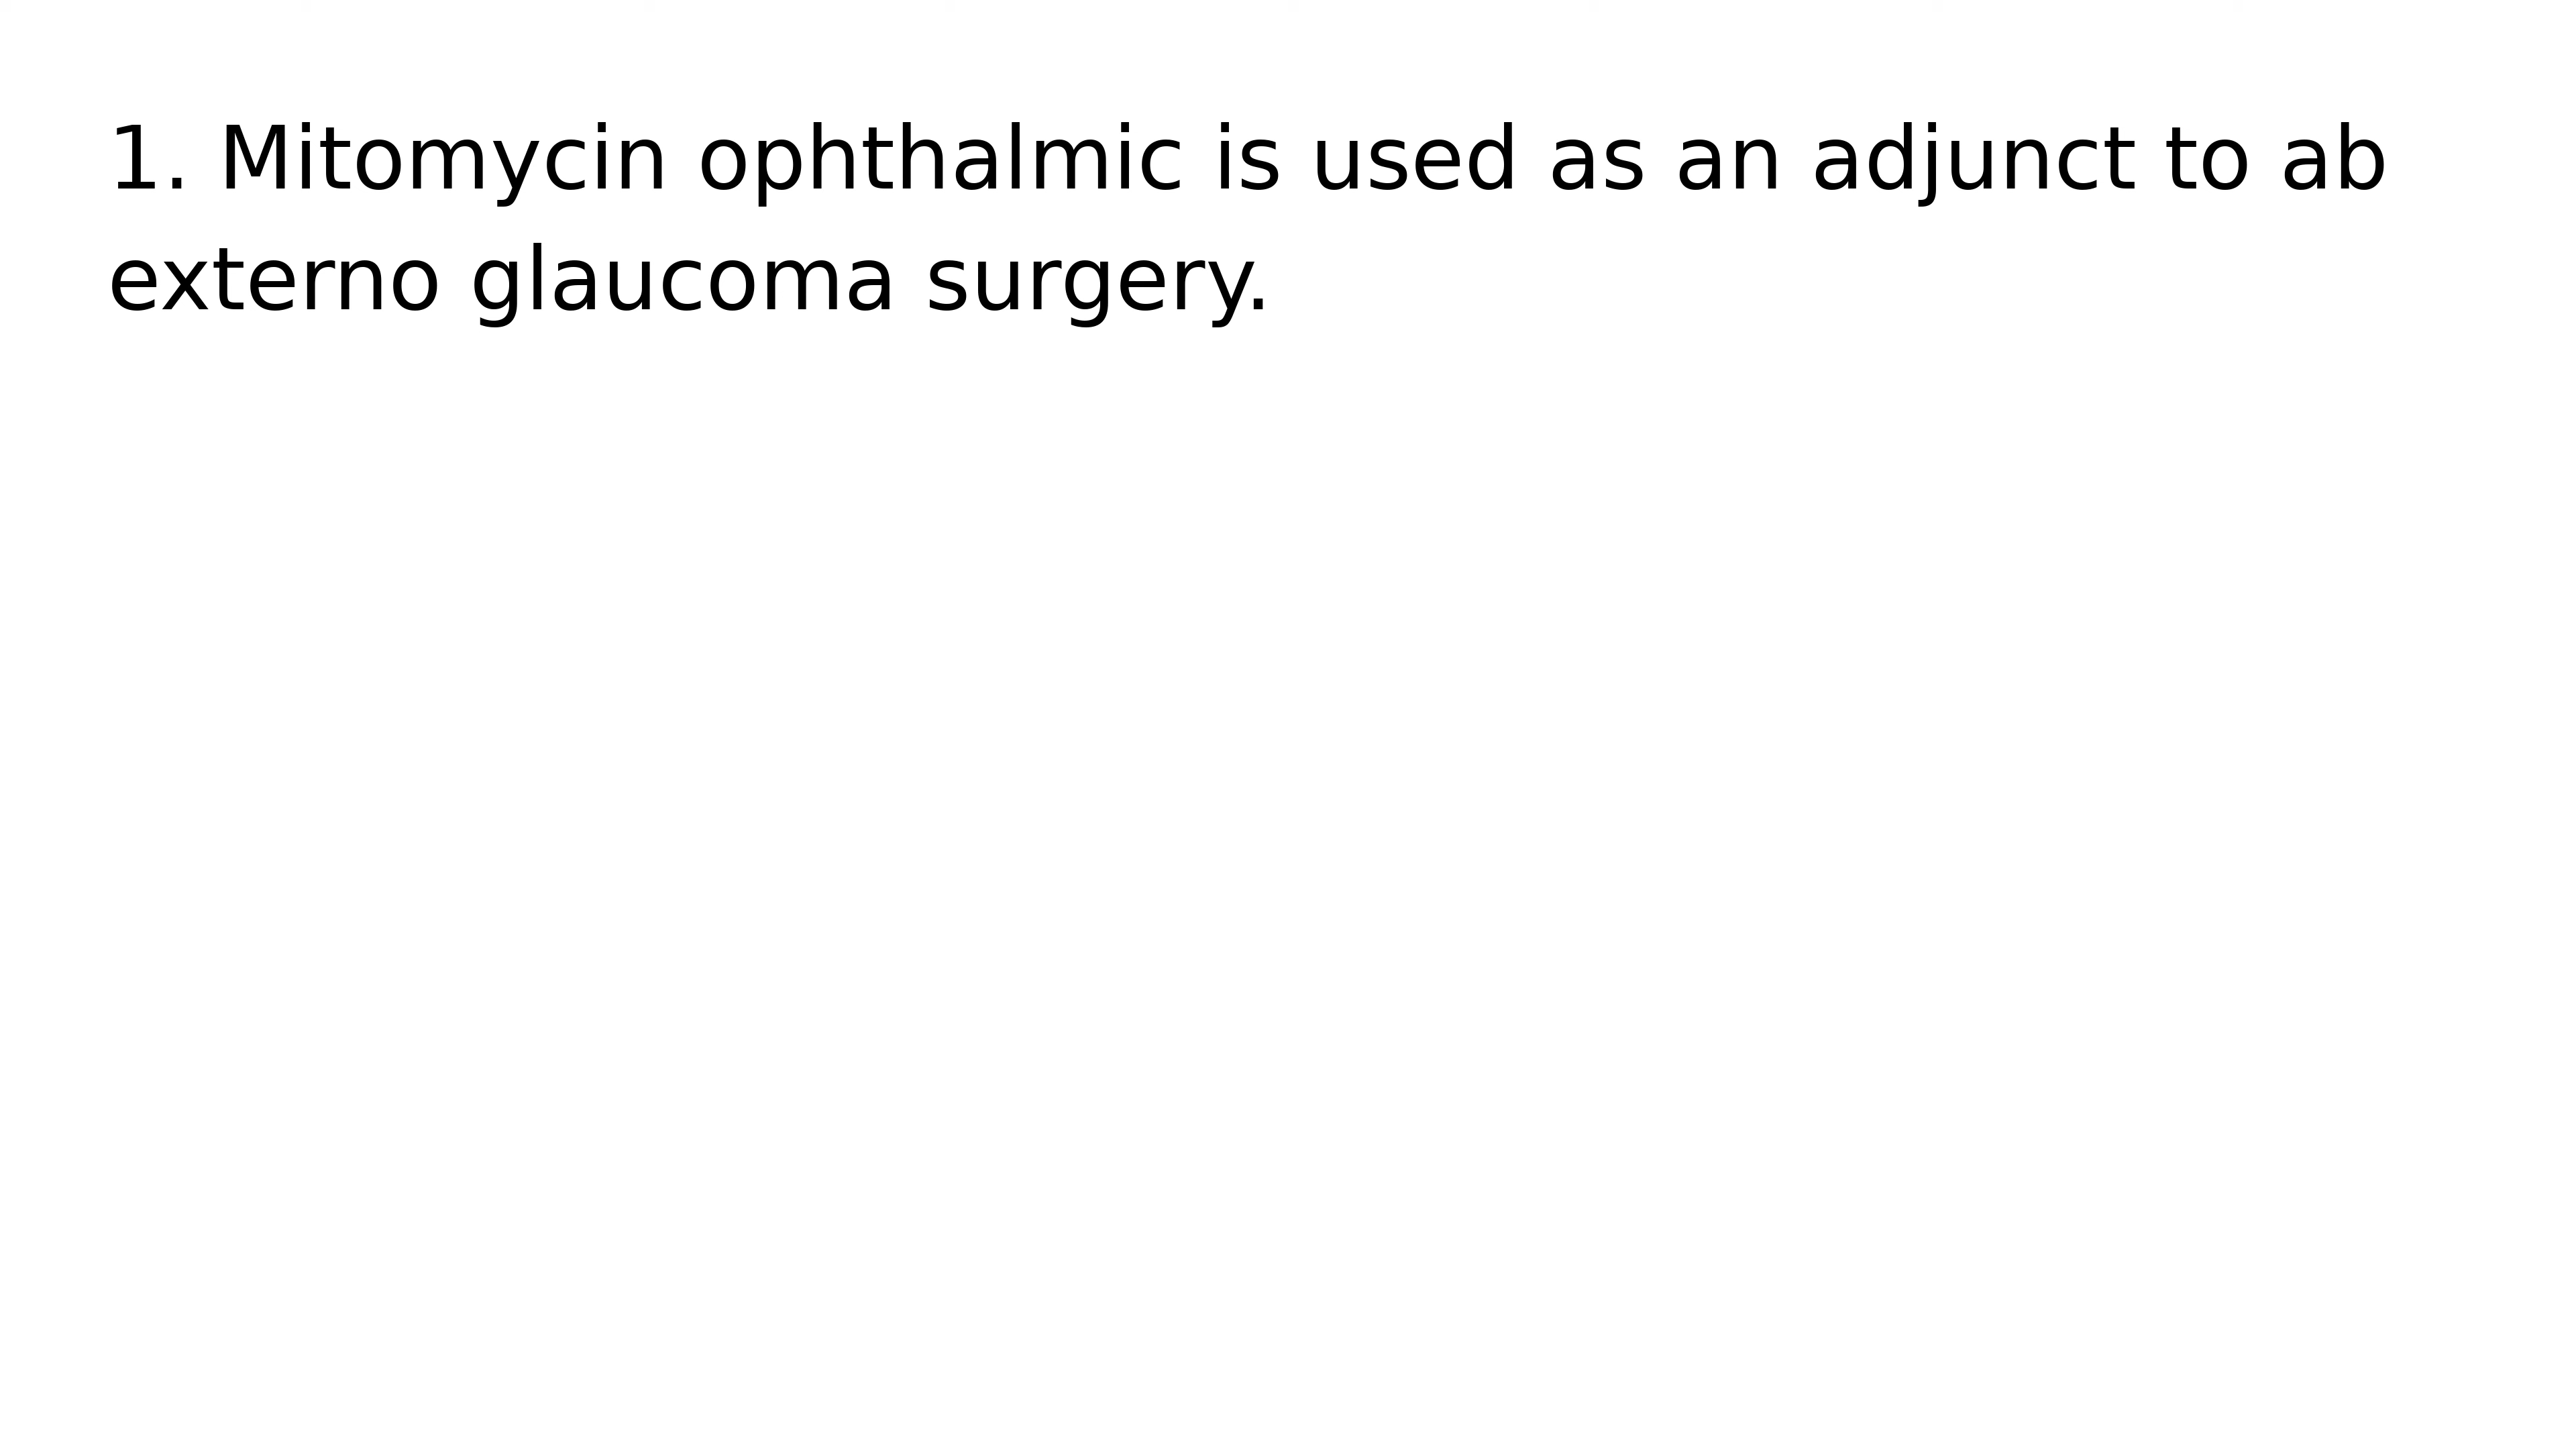 1. Mitomycin ophthalmic is used as an adjunct to ab
externo glaucoma surgery.